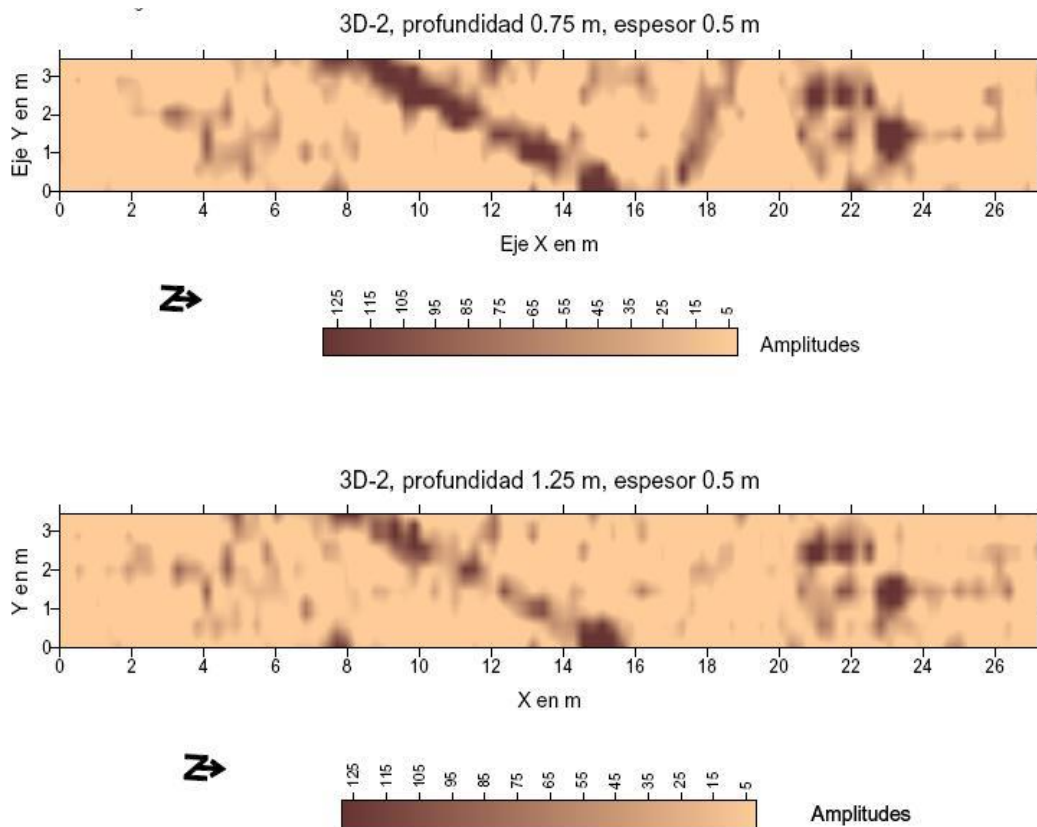 3D-2, profundidad 0.75 m, espesor 0.5 m
Eje Y en m
3
2
1
0
0 2 4 6 8 10 12 14 16 18 20 22 24 26
Eje X en m
N
125 115 105 95 85 75 65 55 45 35 25 15 5
Amplitudes
3D-2, profundidad 1.25 m, espesor 0.5 m
Y en m
3
2
1
0
0 2 4 6 8 10 12 14 16 18 20 22 24 26
X en m
N
125 115 105 95 85 75 65 55 45 35 25 15 5
Amplitudes